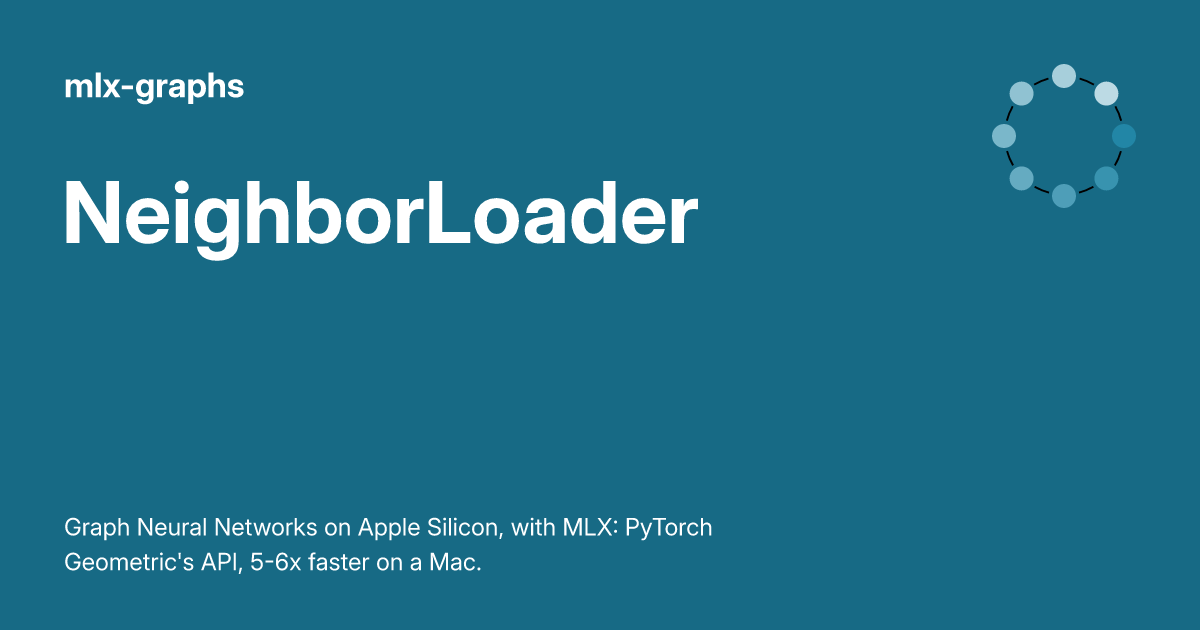 mlx-graphs
NeighborLoader
Graph Neural Networks on Apple Silicon, with MLX: PyTorch
Geometric's API, 5-6x faster on a Mac.